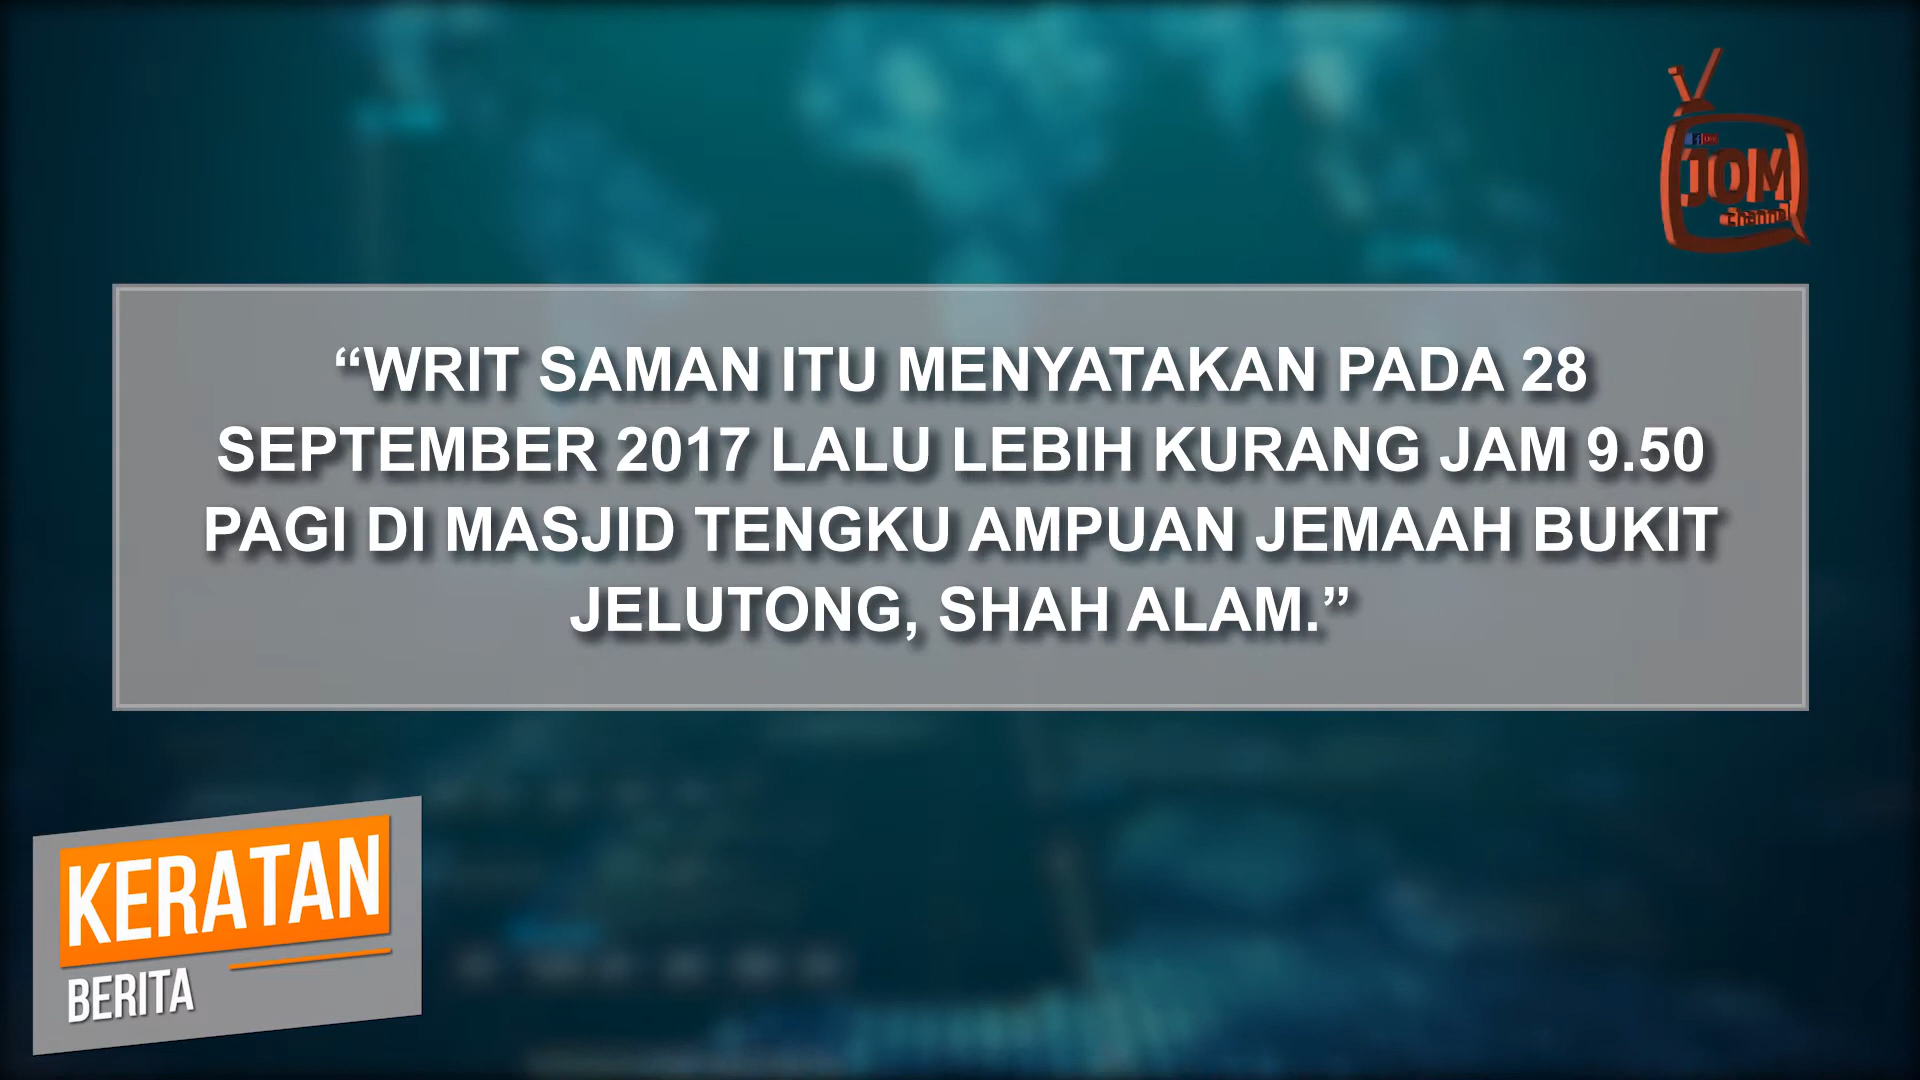 JOM
channel
“WRIT SAMAN ITU MENYATAKAN PADA 28
SEPTEMBER 2017 LALU LEBIH KURANG JAM 9.50
PAGI DI MASJID TENGKU AMPUAN JEMAAH BUKIT
JELUTONG, SHAH ALAM.”
KERATAN
BERITA